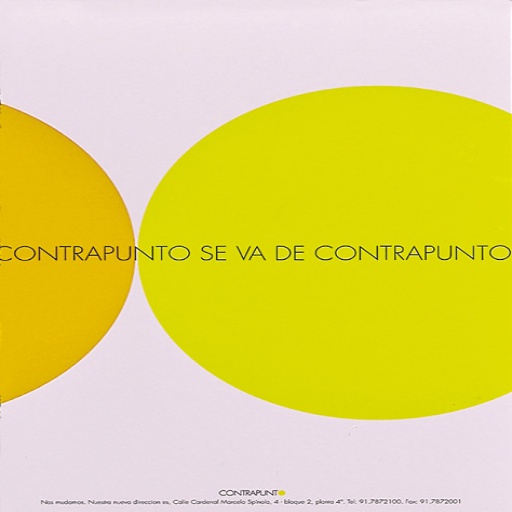 CONTRAPUNTO SE VA DE CONTRAPUNTO
CONTRAPUNTO
Nos mudamos. Nuestra nueva direccion es, Calle Cardenal Marcelo Spínola, 4 - bloque 2, planta 4ª. Tel: 91.7872100. Fax: 91.7872001